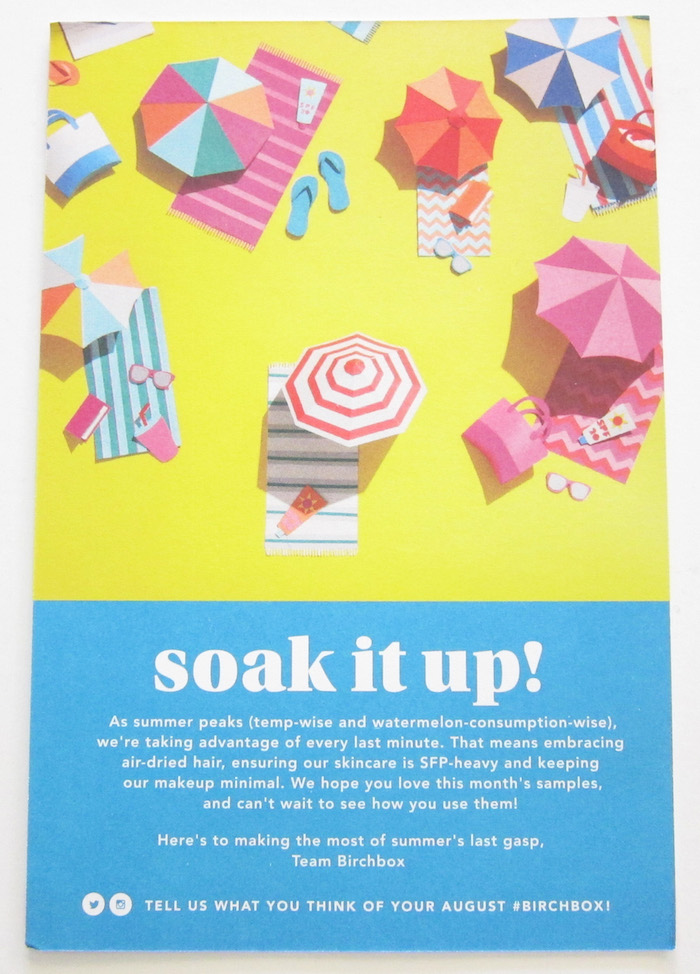 SPF
30
soak it up!
As summer peaks (temp-wise and watermelon-consumption-wise),
we're taking advantage of every last minute. That means embracing
air-dried hair, ensuring our skincare is SFP-heavy and keeping
our makeup minimal. We hope you love this month's samples,
and can't wait to see how you use them!
Here's to making the most of summer's last gasp,
Team Birchbox
TELL US WHAT YOU THINK OF YOUR AUGUST #BIRCHBOX!